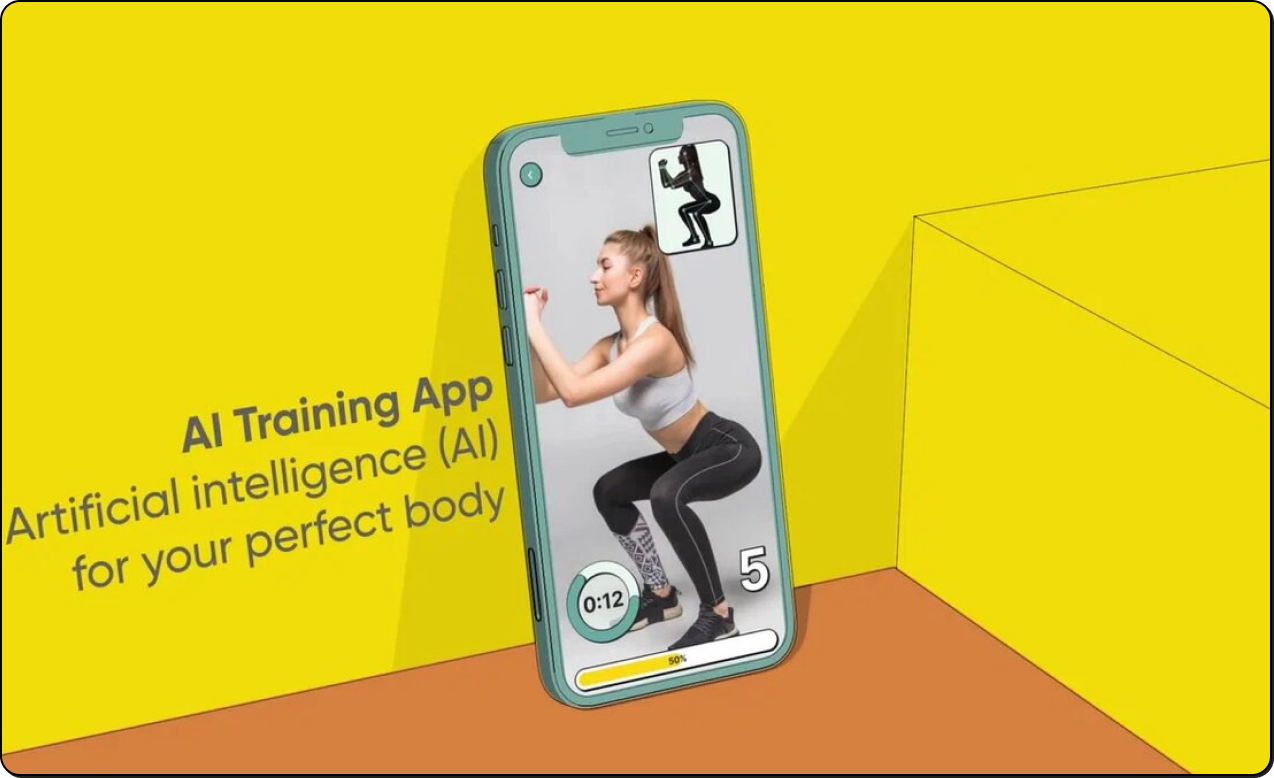 AI Training App
Artificial intelligence (AI)
for your perfect body
5
0:12
50%